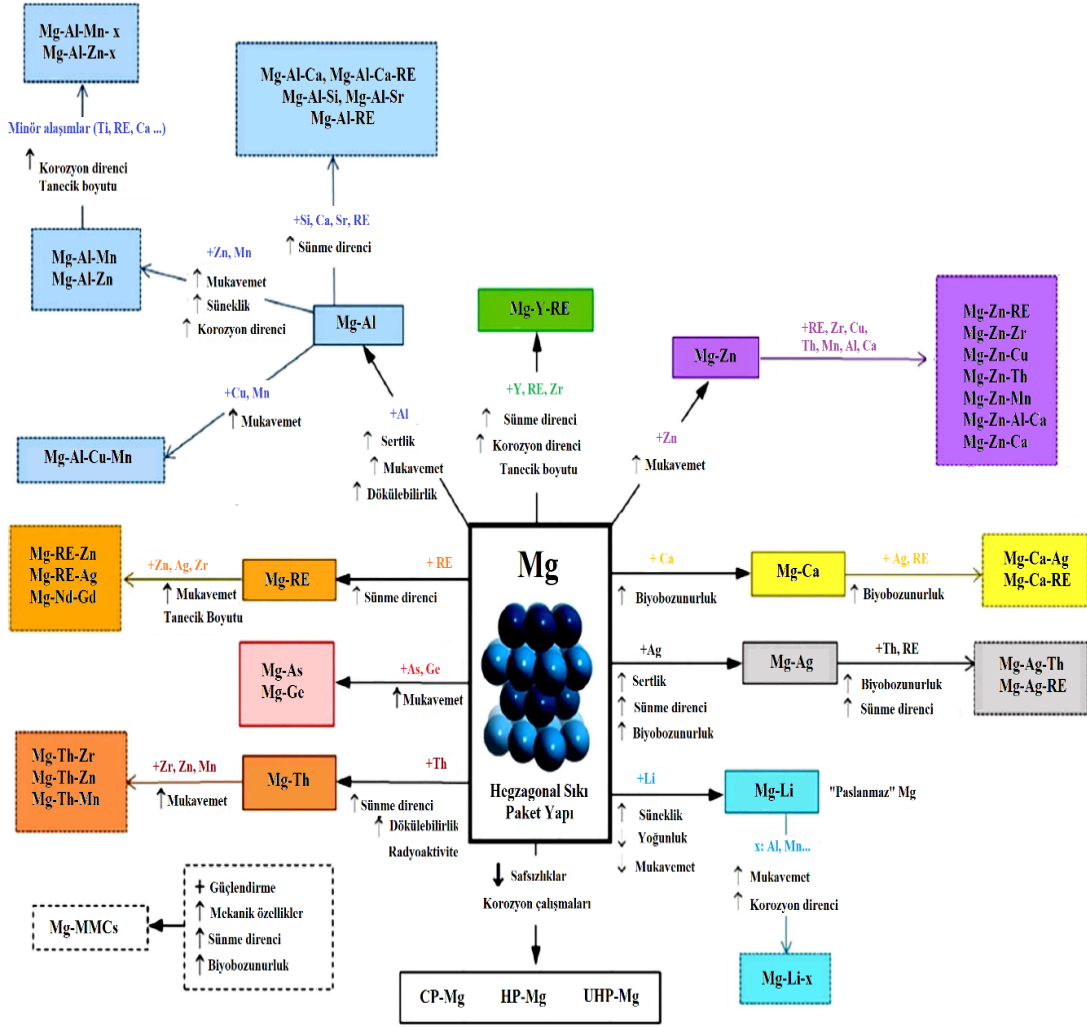 Mg-Al-Mn- x
Mg-Al-Zn-x
Minör alaşımlar (Ti, RE, Ca ...)
↑ Korozyon direnci
Tanecik boyutu
Mg-Al-Mn
Mg-Al-Zn
Mg-Al-Ca, Mg-Al-Ca-RE
Mg-Al-Si, Mg-Al-Sr
Mg-Al-RE
+Si, Ca, Sr, RE
↑ Sünme direnci
+Zn, Mn
↑ Mukavemet
↑ Süneklik
↑ Korozyon direnci
Mg-Al
+Cu, Mn
↑ Mukavemet
Mg-Al-Cu-Mn
+Al
↑ Sertlik
↑ Mukavemet
↑ Dökülebilirlik
Mg-Y-RE
+Y, RE, Zr
↑ Sünme direnci
↑ Korozyon direnci
Tanecik boyutu
Mg-Zn
+Zn
↑ Mukavemet
+RE, Zr, Cu,
Th, Mn, Al, Ca
Mg-Zn-RE
Mg-Zn-Zr
Mg-Zn-Cu
Mg-Zn-Th
Mg-Zn-Mn
Mg-Zn-Al-Ca
Mg-Zn-Ca
Mg-RE-Zn
Mg-RE-Ag
Mg-Nd-Gd
+Zn, Ag, Zr
↑ Mukavemet
Tanecik Boyutu
Mg-RE
+ RE
↑ Sünme direnci
Mg
Hegzagonal Sıkı
Paket Yapı
+ Ca
↑ Biyobozunurluk
Mg-Ca
+ Ag, RE
↑ Biyobozunurluk
Mg-Ca-Ag
Mg-Ca-RE
Mg-As
Mg-Ge
+As, Ge
↑ Mukavemet
+Ag
↑ Sertlik
↑ Sünme direnci
↑ Biyobozunurluk
Mg-Ag
+Th, RE
↑ Biyobozunurluk
↑ Sünme direnci
Mg-Ag-Th
Mg-Ag-RE
Mg-Th-Zr
Mg-Th-Zn
Mg-Th-Mn
+Zr, Zn, Mn
↑ Mukavemet
Mg-Th
+Th
↑ Sünme direnci
↑ Dökülebilirlik
Radyoaktivite
+Li
↑ Süneklik
↓ Yoğunluk
↓ Mukavemet
Mg-Li
"Paslanmaz" Mg
x: Al, Mn...
↑ Mukavemet
↑ Korozyon direnci
Mg-Li-x
Mg-MMCs
+ Güçlendirme
↑ Mekanik özellikler
↑ Sünme direnci
↑ Biyobozunurluk
↓ Safsızlıklar
Korozyon çalışmaları
CP-Mg HP-Mg UHP-Mg